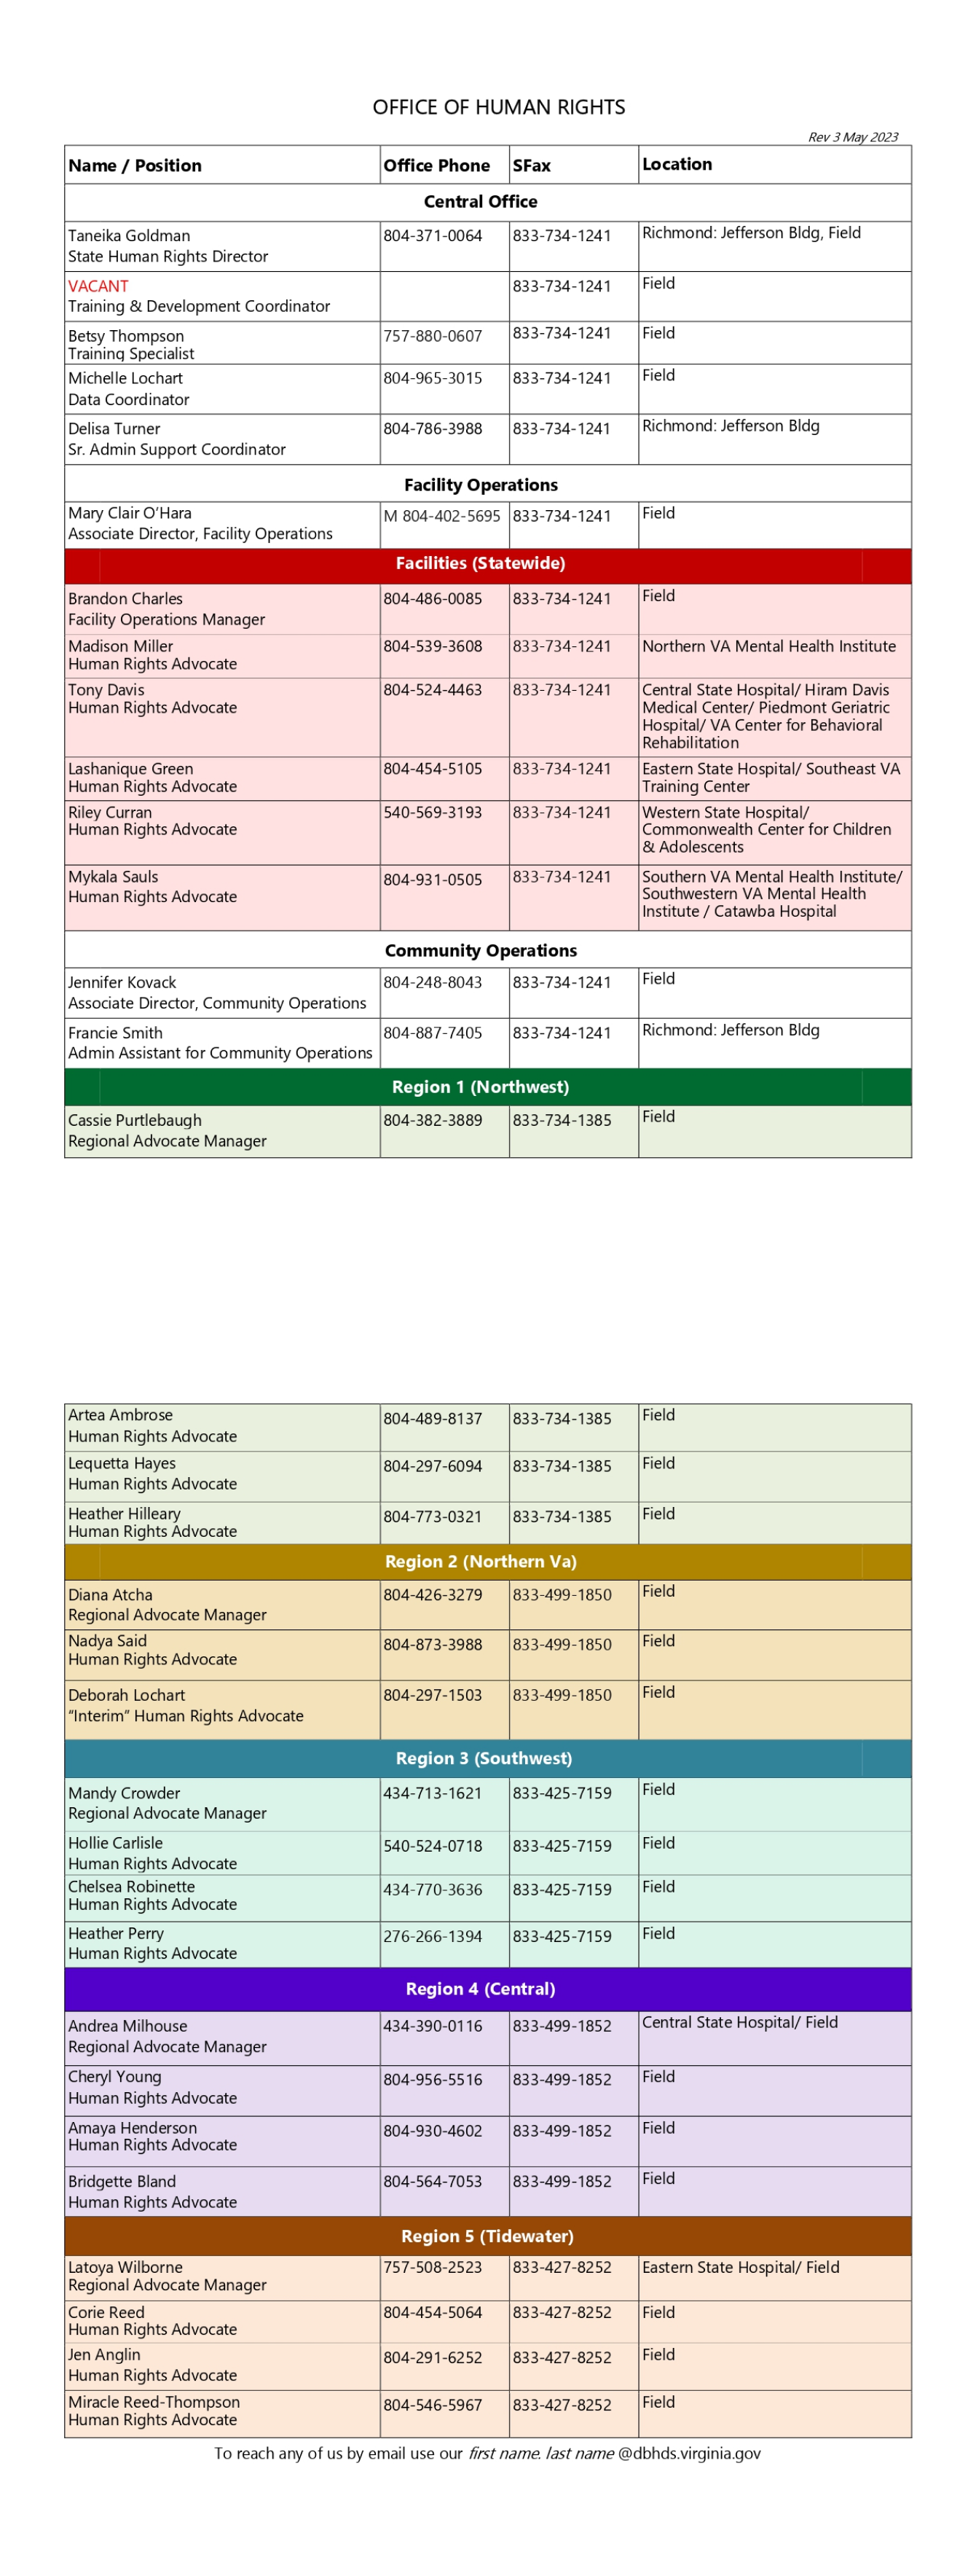 OFFICE OF HUMAN RIGHTS
Rev 3 May 2023
Name / Position Office Phone SFax Location
Central Office
Taneika Goldman 804-371-0064 833-734-1241 Richmond: Jefferson Bldg, Field
State Human Rights Director
VACANT 833-734-1241 Field
Training & Development Coordinator
Betsy Thompson 757-880-0607 833-734-1241 Field
Training Specialist
Michelle Lochart 804-965-3015 833-734-1241 Field
Data Coordinator
Delisa Turner 804-786-3988 833-734-1241 Richmond: Jefferson Bldg
Sr. Admin Support Coordinator
Facility Operations
Mary Clair O’Hara M 804-402-5695 833-734-1241 Field
Associate Director, Facility Operations
Facilities (Statewide)
Brandon Charles 804-486-0085 833-734-1241 Field
Facility Operations Manager
Madison Miller 804-539-3608 833-734-1241 Northern VA Mental Health Institute
Human Rights Advocate
Tony Davis 804-524-4463 833-734-1241 Central State Hospital/ Hiram Davis
Human Rights Advocate Medical Center/ Piedmont Geriatric
Hospital/ VA Center for Behavioral
Rehabilitation
Lashanique Green 804-454-5105 833-734-1241 Eastern State Hospital/ Southeast VA
Human Rights Advocate Training Center
Riley Curran 540-569-3193 833-734-1241 Western State Hospital/
Human Rights Advocate Commonwealth Center for Children
& Adolescents
Mykala Sauls 804-931-0505 833-734-1241 Southern VA Mental Health Institute/
Human Rights Advocate Southwestern VA Mental Health
Institute / Catawba Hospital
Community Operations
Jennifer Kovack 804-248-8043 833-734-1241 Field
Associate Director, Community Operations
Francie Smith 804-887-7405 833-734-1241 Richmond: Jefferson Bldg
Admin Assistant for Community Operations
Region 1 (Northwest)
Cassie Purtlebaugh 804-382-3889 833-734-1385 Field
Regional Advocate Manager
Artea Ambrose 804-489-8137 833-734-1385 Field
Human Rights Advocate
Lequetta Hayes 804-297-6094 833-734-1385 Field
Human Rights Advocate
Heather Hilleary 804-773-0321 833-734-1385 Field
Human Rights Advocate
Region 2 (Northern Va)
Diana Atcha 804-426-3279 833-499-1850 Field
Regional Advocate Manager
Nadya Said 804-873-3988 833-499-1850 Field
Human Rights Advocate
Deborah Lochart 804-297-1503 833-499-1850 Field
“Interim” Human Rights Advocate
Region 3 (Southwest)
Mandy Crowder 434-713-1621 833-425-7159 Field
Regional Advocate Manager
Hollie Carlisle 540-524-0718 833-425-7159 Field
Human Rights Advocate
Chelsea Robinette 434-770-3636 833-425-7159 Field
Human Rights Advocate
Heather Perry 276-266-1394 833-425-7159 Field
Human Rights Advocate
Region 4 (Central)
Andrea Milhouse 434-390-0116 833-499-1852 Central State Hospital/ Field
Regional Advocate Manager
Cheryl Young 804-956-5516 833-499-1852 Field
Human Rights Advocate
Amaya Henderson 804-930-4602 833-499-1852 Field
Human Rights Advocate
Bridgette Bland 804-564-7053 833-499-1852 Field
Human Rights Advocate
Region 5 (Tidewater)
Latoya Wilborne 757-508-2523 833-427-8252 Eastern State Hospital/ Field
Regional Advocate Manager
Corie Reed 804-454-5064 833-427-8252 Field
Human Rights Advocate
Jen Anglin 804-291-6252 833-427-8252 Field
Human Rights Advocate
Miracle Reed-Thompson 804-546-5967 833-427-8252 Field
Human Rights Advocate
To reach any of us by email use our first name. last name @dbhds.virginia.gov